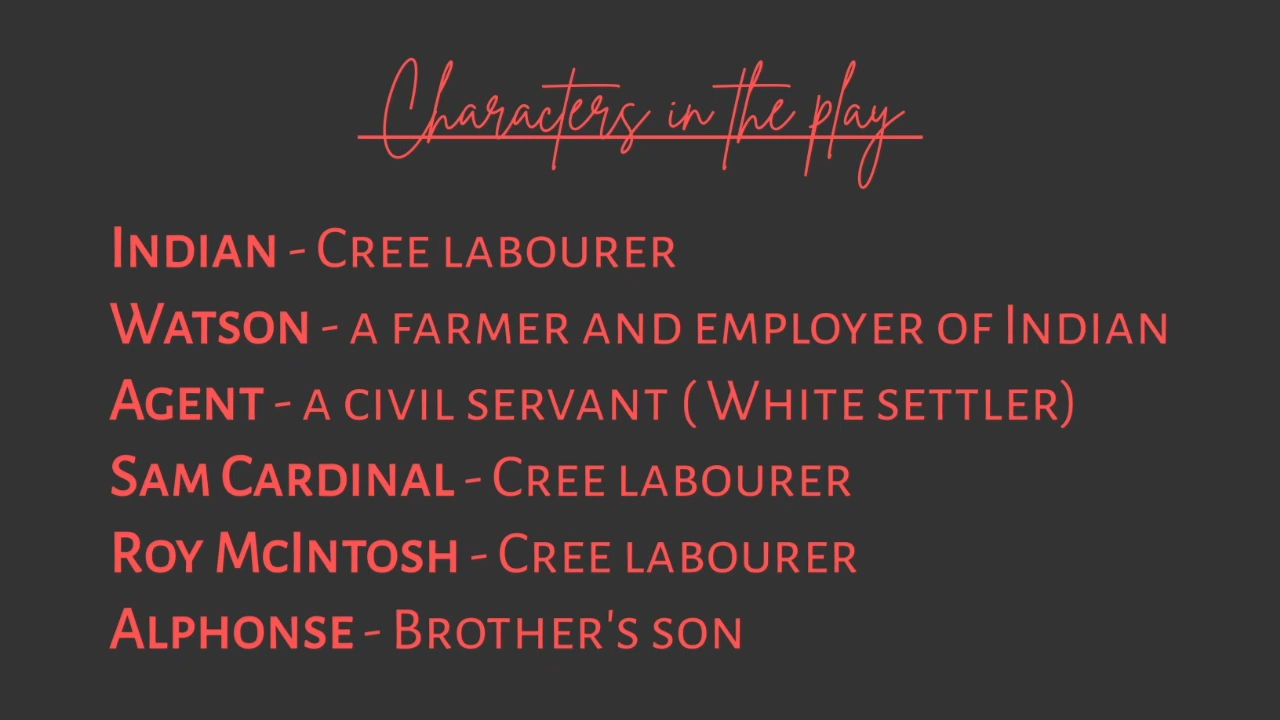 Characters in the play
Indian - Cree labourer
Watson - a farmer and employer of Indian
Agent - a civil servant ( White settler)
Sam Cardinal - Cree labourer
Roy McIntosh - Cree labourer
Alphonse - Brother's son